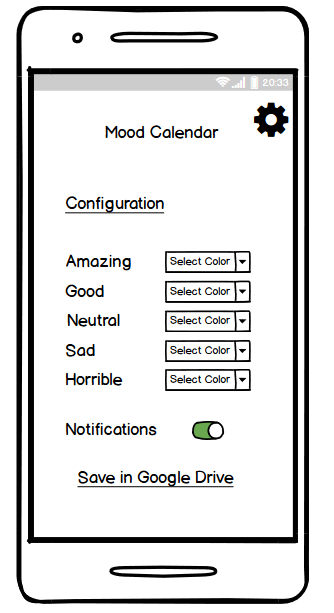 20:33
Mood Calendar
Configuration
Amazing Select Color
Good Select Color
Neutral Select Color
Sad Select Color
Horrible Select Color
Notifications
Save in Google Drive